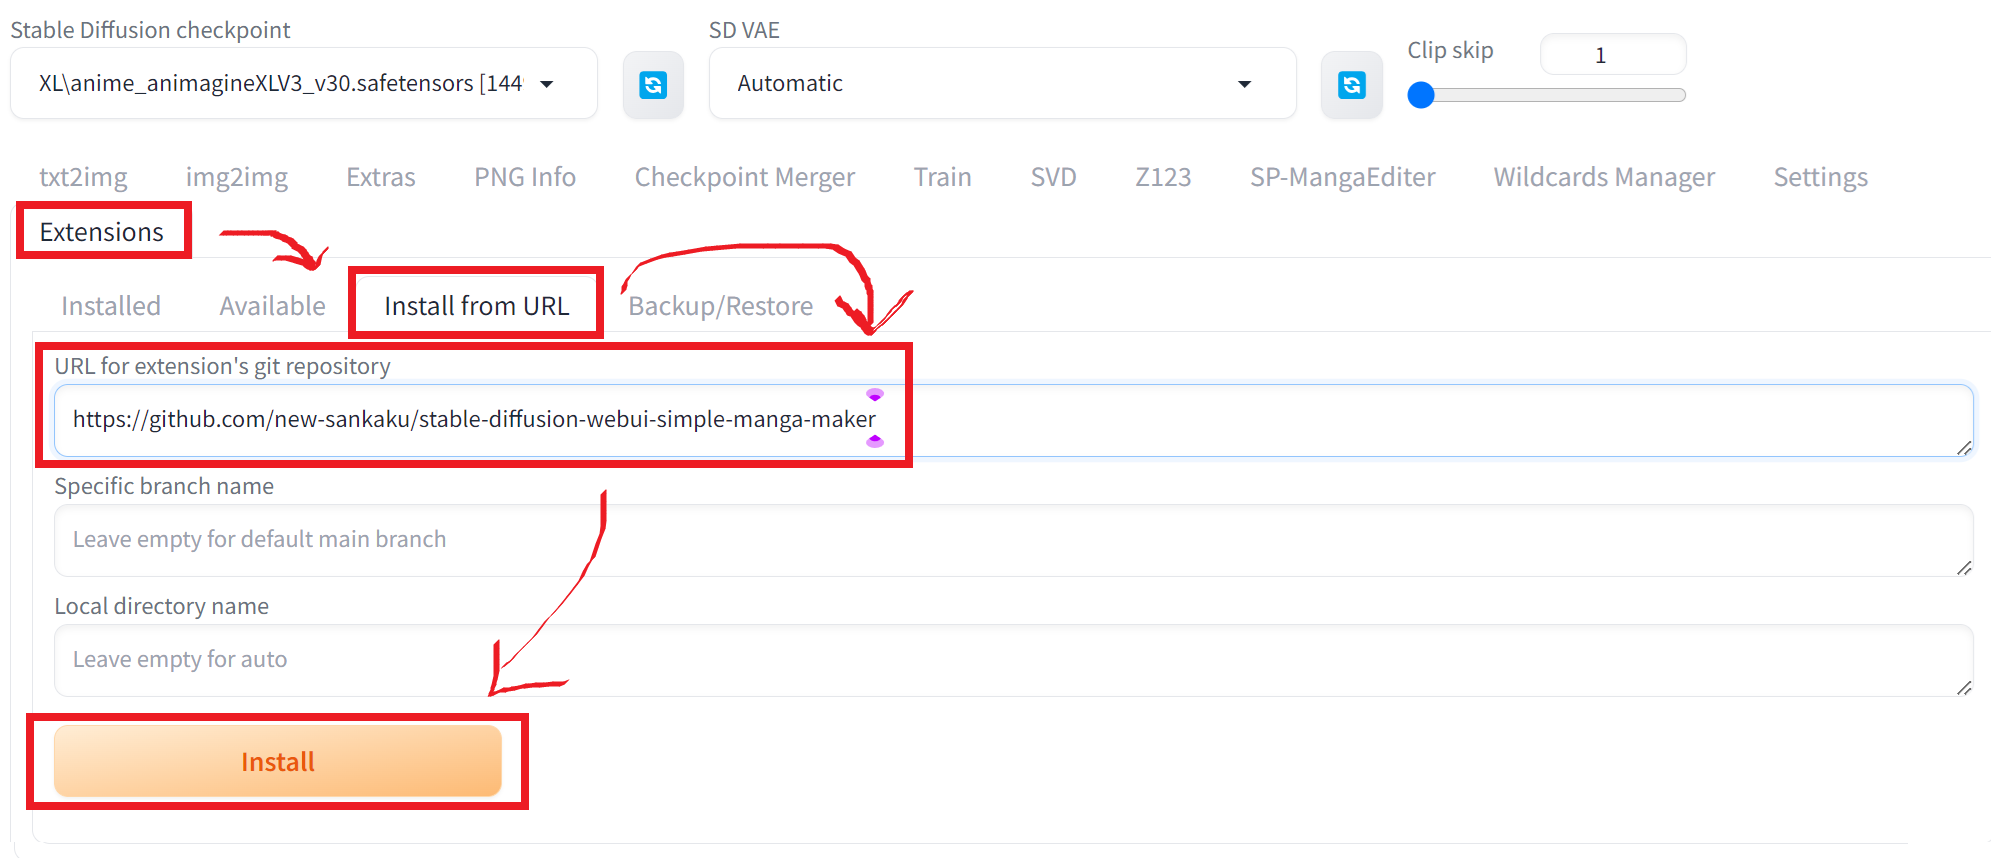 Stable Diffusion checkpoint
SD VAE
Clip skip
1
XL\anime_animagineXLV3_v30.safetensors [144
Automatic
txt2img img2img Extras PNG Info Checkpoint Merger Train SVD Z123 SP-MangaEditer Wildcards Manager Settings
Extensions
Installed Available Install from URL Backup/Restore
URL for extension's git repository
https://github.com/new-sankaku/stable-diffusion-webui-simple-manga-maker
Specific branch name
Leave empty for default main branch
Local directory name
Leave empty for auto
Install